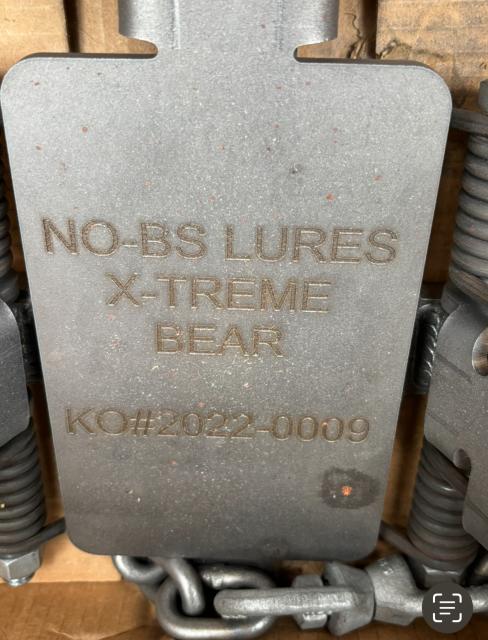 NO-BS LURES
X-TREME
BEAR
KO#2022-0009